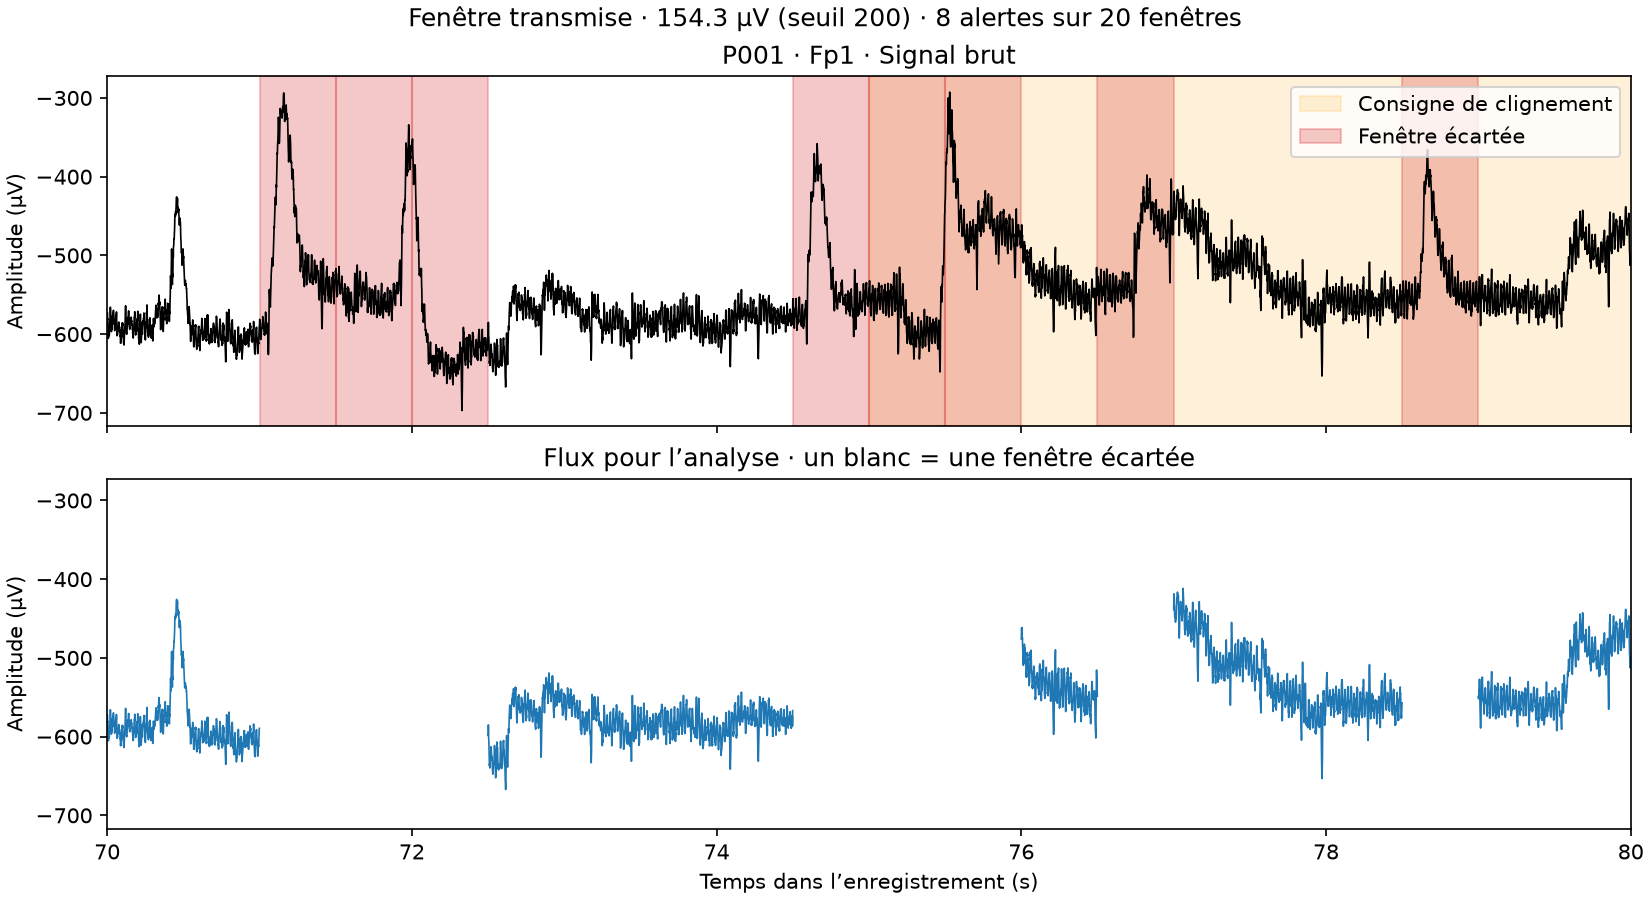 Fenêtre transmise · 154.3 µV (seuil 200) · 8 alertes sur 20 fenêtres
P001 · Fp1 · Signal brut
Amplitude (µV)
−300
−400
−500
−600
−700
Consigne de clignement
Fenêtre écartée
Flux pour l’analyse · un blanc = une fenêtre écartée
Amplitude (µV)
−300
−400
−500
−600
−700
70 72 74 76 78 80
Temps dans l’enregistrement (s)